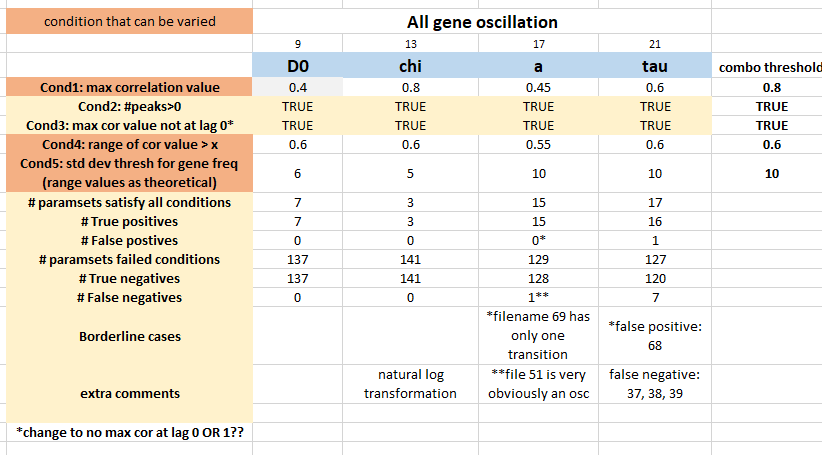 condition that can be varied All gene oscillation
9 13 17 21
D0 chi a tau combo threshold
Cond1: max correlation value 0.4 0.8 0.45 0.6 0.8
Cond2: #peaks>0 TRUE TRUE TRUE TRUE TRUE
Cond3: max cor value not at lag 0* TRUE TRUE TRUE TRUE TRUE
Cond4: range of cor value > x 0.6 0.6 0.55 0.6 0.6
Cond5: std dev thresh for gene freq
(range values as theoretical) 6 5 10 10 10
# paramsets satisfy all conditions 7 3 15 17
# True positives 7 3 15 16
# False postives 0 0 0* 1
# paramsets failed conditions 137 141 129 127
# True negatives 137 141 128 120
# False negatives 0 0 1** 7
Borderline cases
*filename 69 has
only one
transition
*false positive:
68
extra comments
natural log
transformation
**file 51 is very
obviously an osc
false negative:
37, 38, 39
*change to no max cor at lag 0 OR 1??